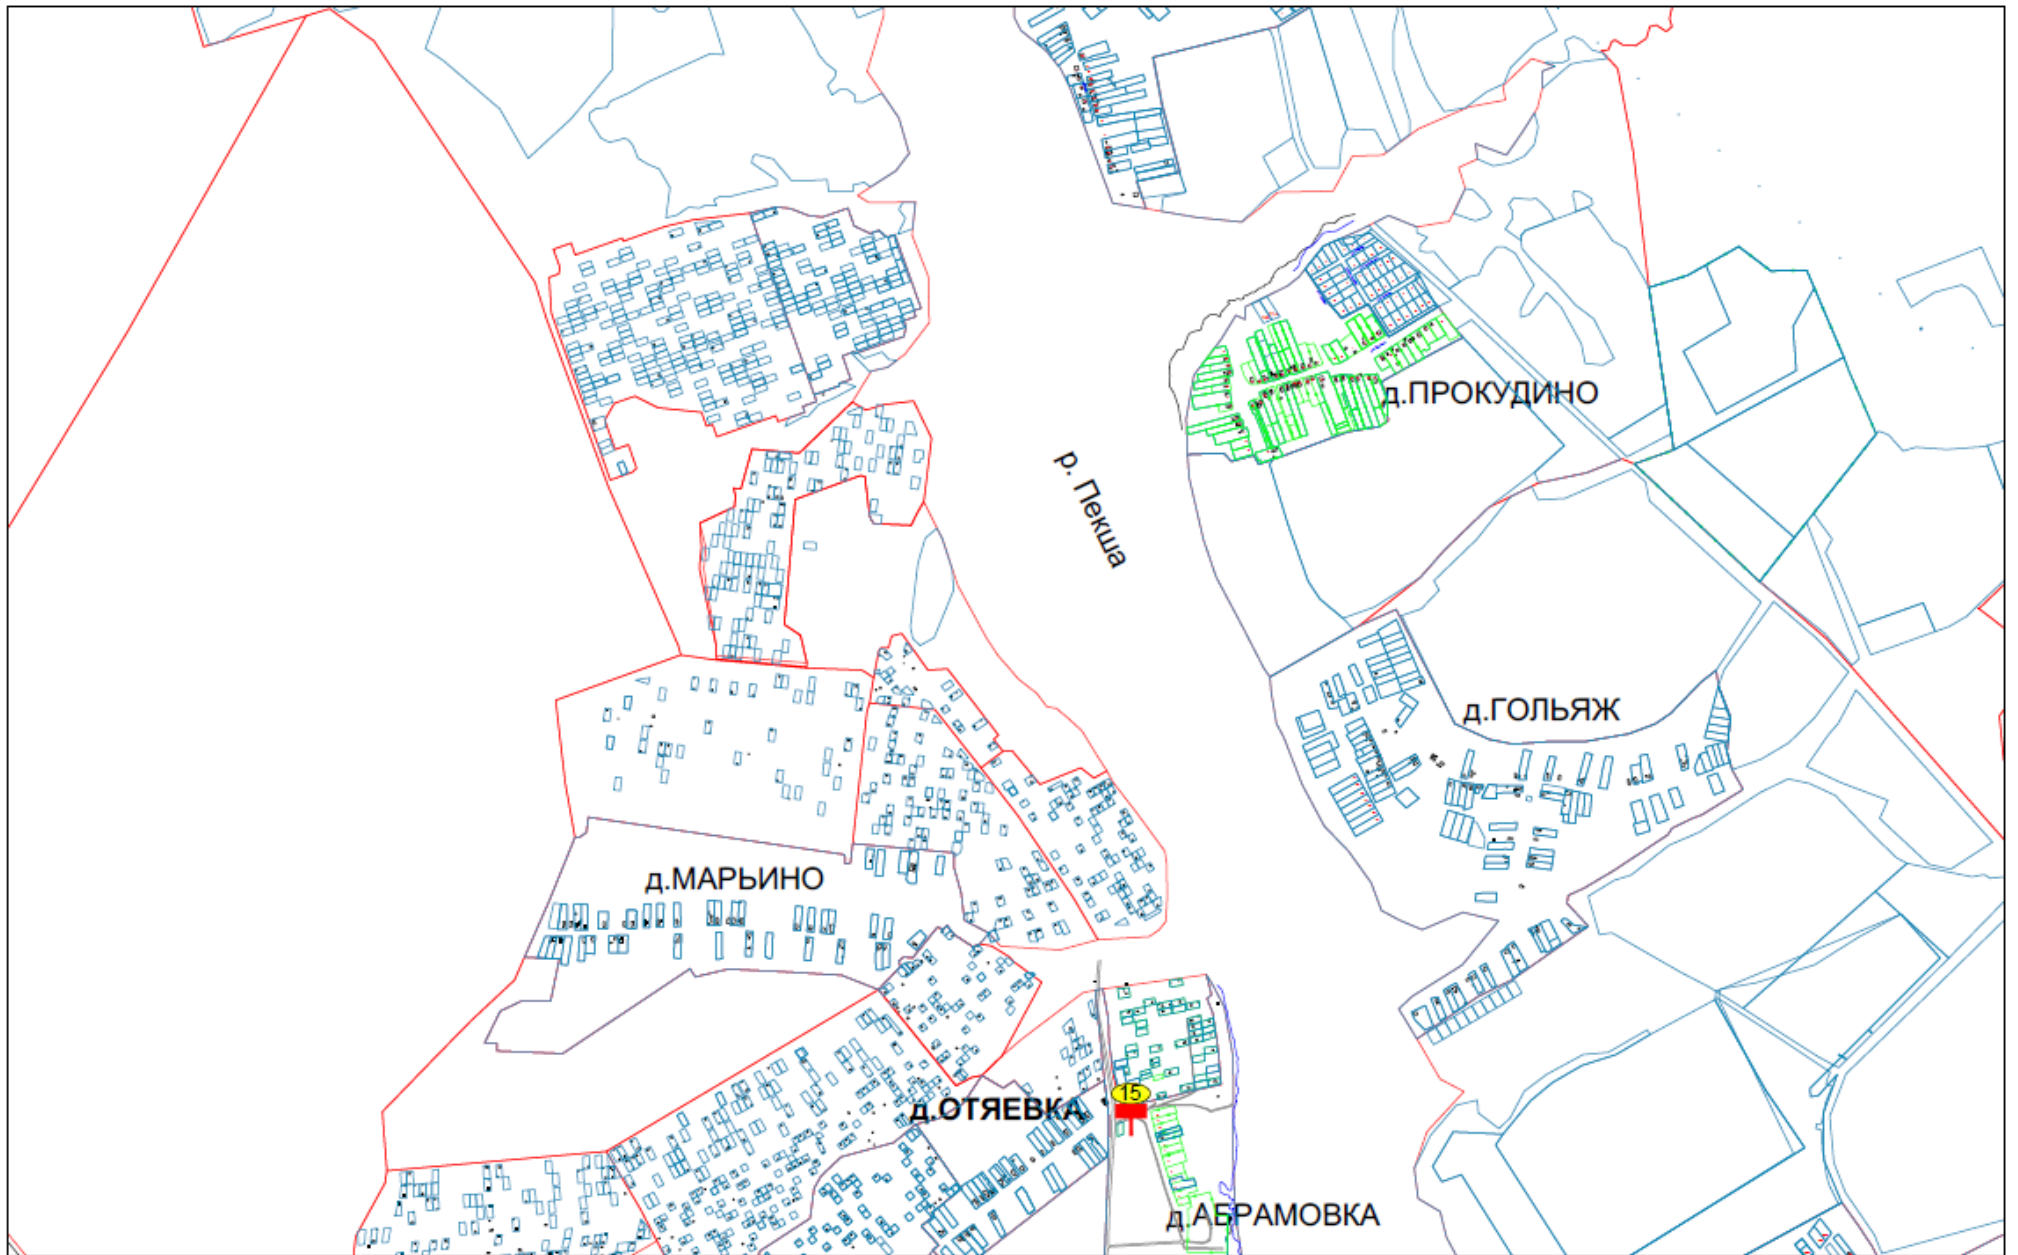 д.ПРОКУДИНО
р. Пекша
д.ГОЛЬЯЖ
д.МАРЬИНО
15
д.ОТЯЕВКА
д.АБРАМОВКА